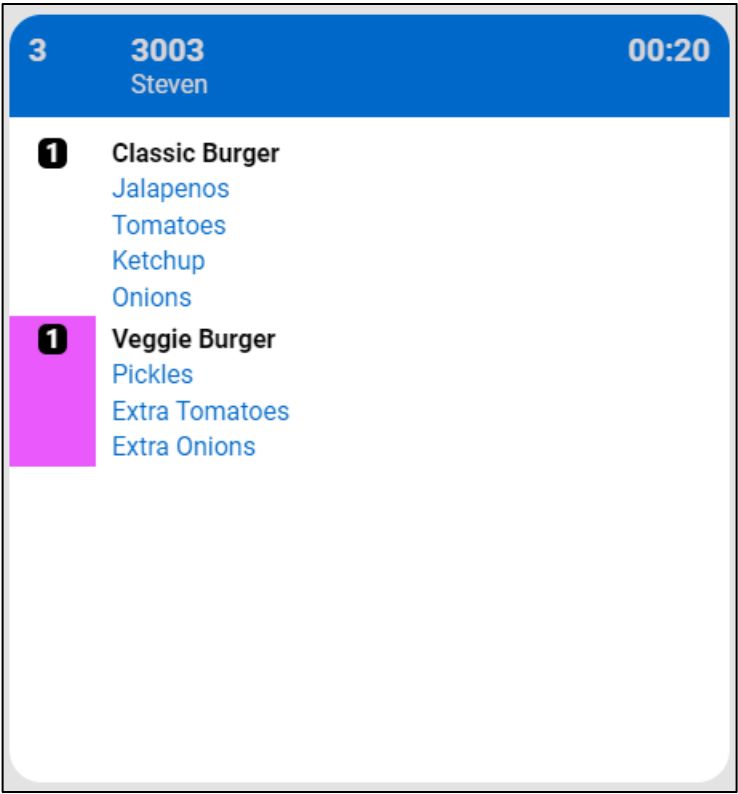 3 3003 00:20
Steven
1 Classic Burger
Jalapenos
Tomatoes
Ketchup
Onions
1 Veggie Burger
Pickles
Extra Tomatoes
Extra Onions